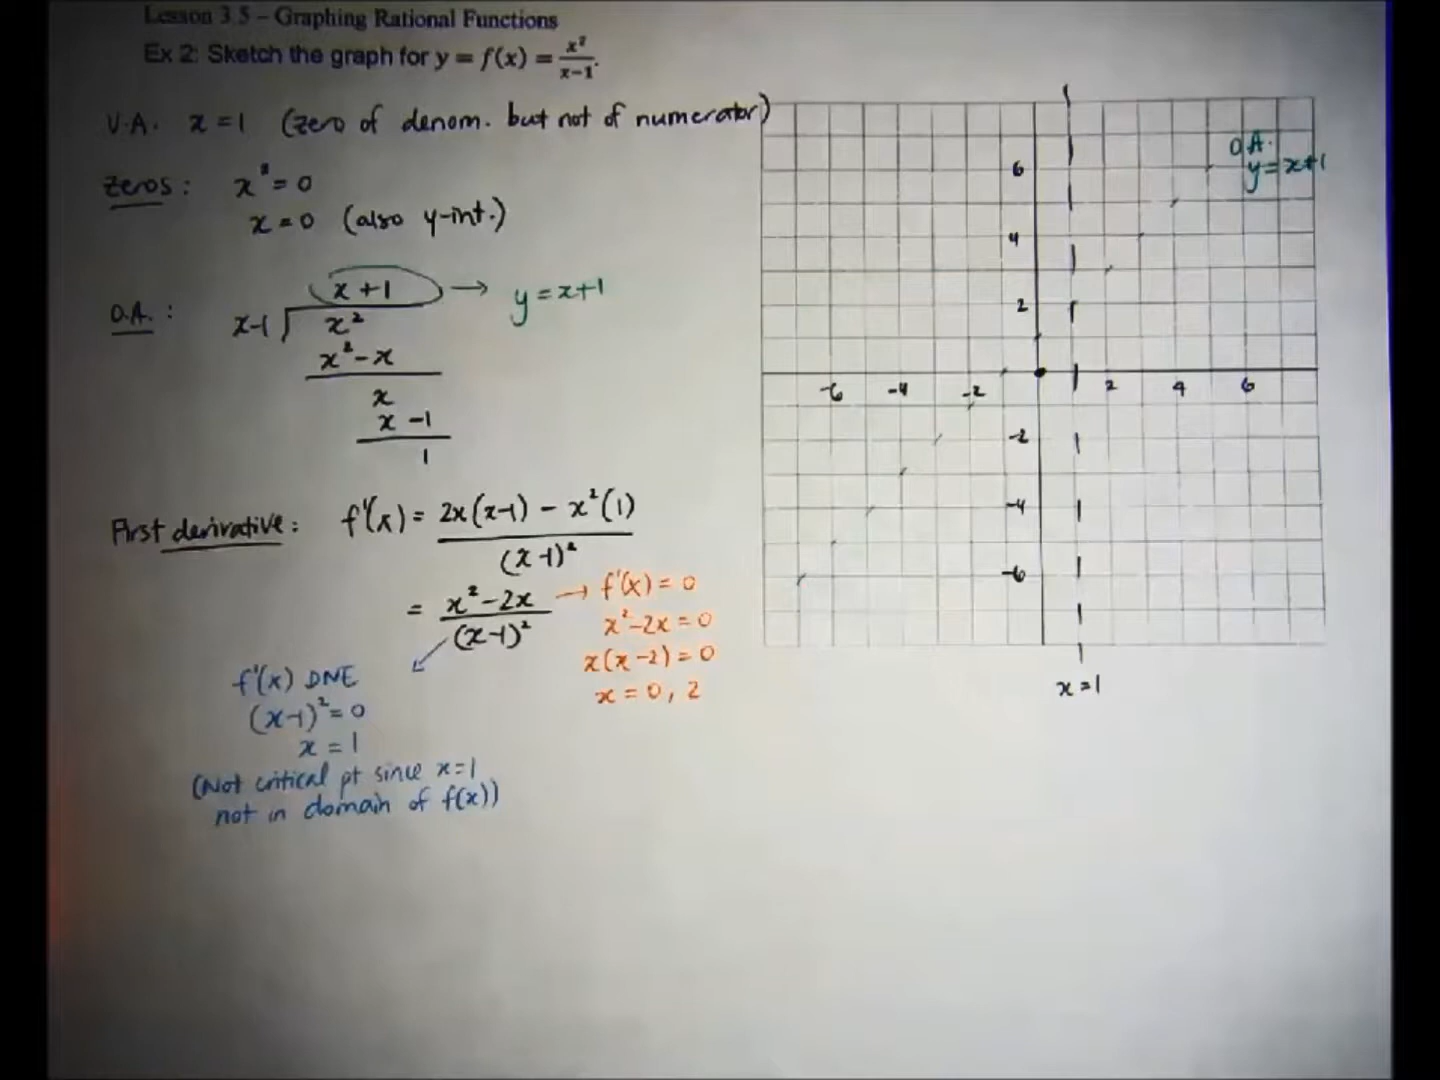 Lesson 3.5 – Graphing Rational Functions
Ex 2: Sketch the graph for y = f(x) = x²/(x−1).
V.A. x = 1 (zero of denom. but not of numerator)
Zeros: x² = 0
x = 0 (also y-int.)
O.A.: x + 1 → y = x+1
x-1 ) x²
x² - x
x
x - 1
1
First derivative: f'(x) = (2x(x-1) - x²(1))/(x-1)²
= (x² - 2x)/(x-1)² → f'(x) = 0
x² - 2x = 0
x(x-2) = 0
x = 0, 2
f'(x) DNE
(x-1)² = 0
x = 1
(Not critical pt since x=1
not in domain of f(x))
O.A.
y = x+1
6
4
2
-6 -4 -2 2 4 6
-2
-4
-6
x = 1